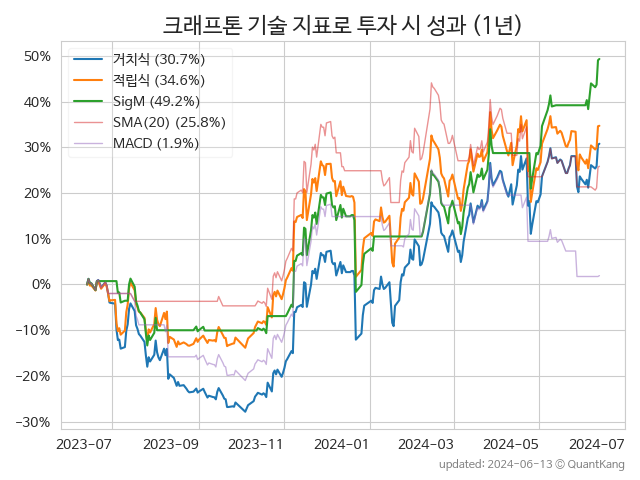 크래프톤 기술 지표로 투자 시 성과 (1년)
거치식 (30.7%)
적립식 (34.6%)
SigM (49.2%)
SMA(20) (25.8%)
MACD (1.9%)
50%
40%
30%
20%
10%
0%
−10%
−20%
−30%
2023-07
2023-09
2023-11
2024-01
2024-03
2024-05
2024-07
updated: 2024-06-13 ⓒ QuantKang